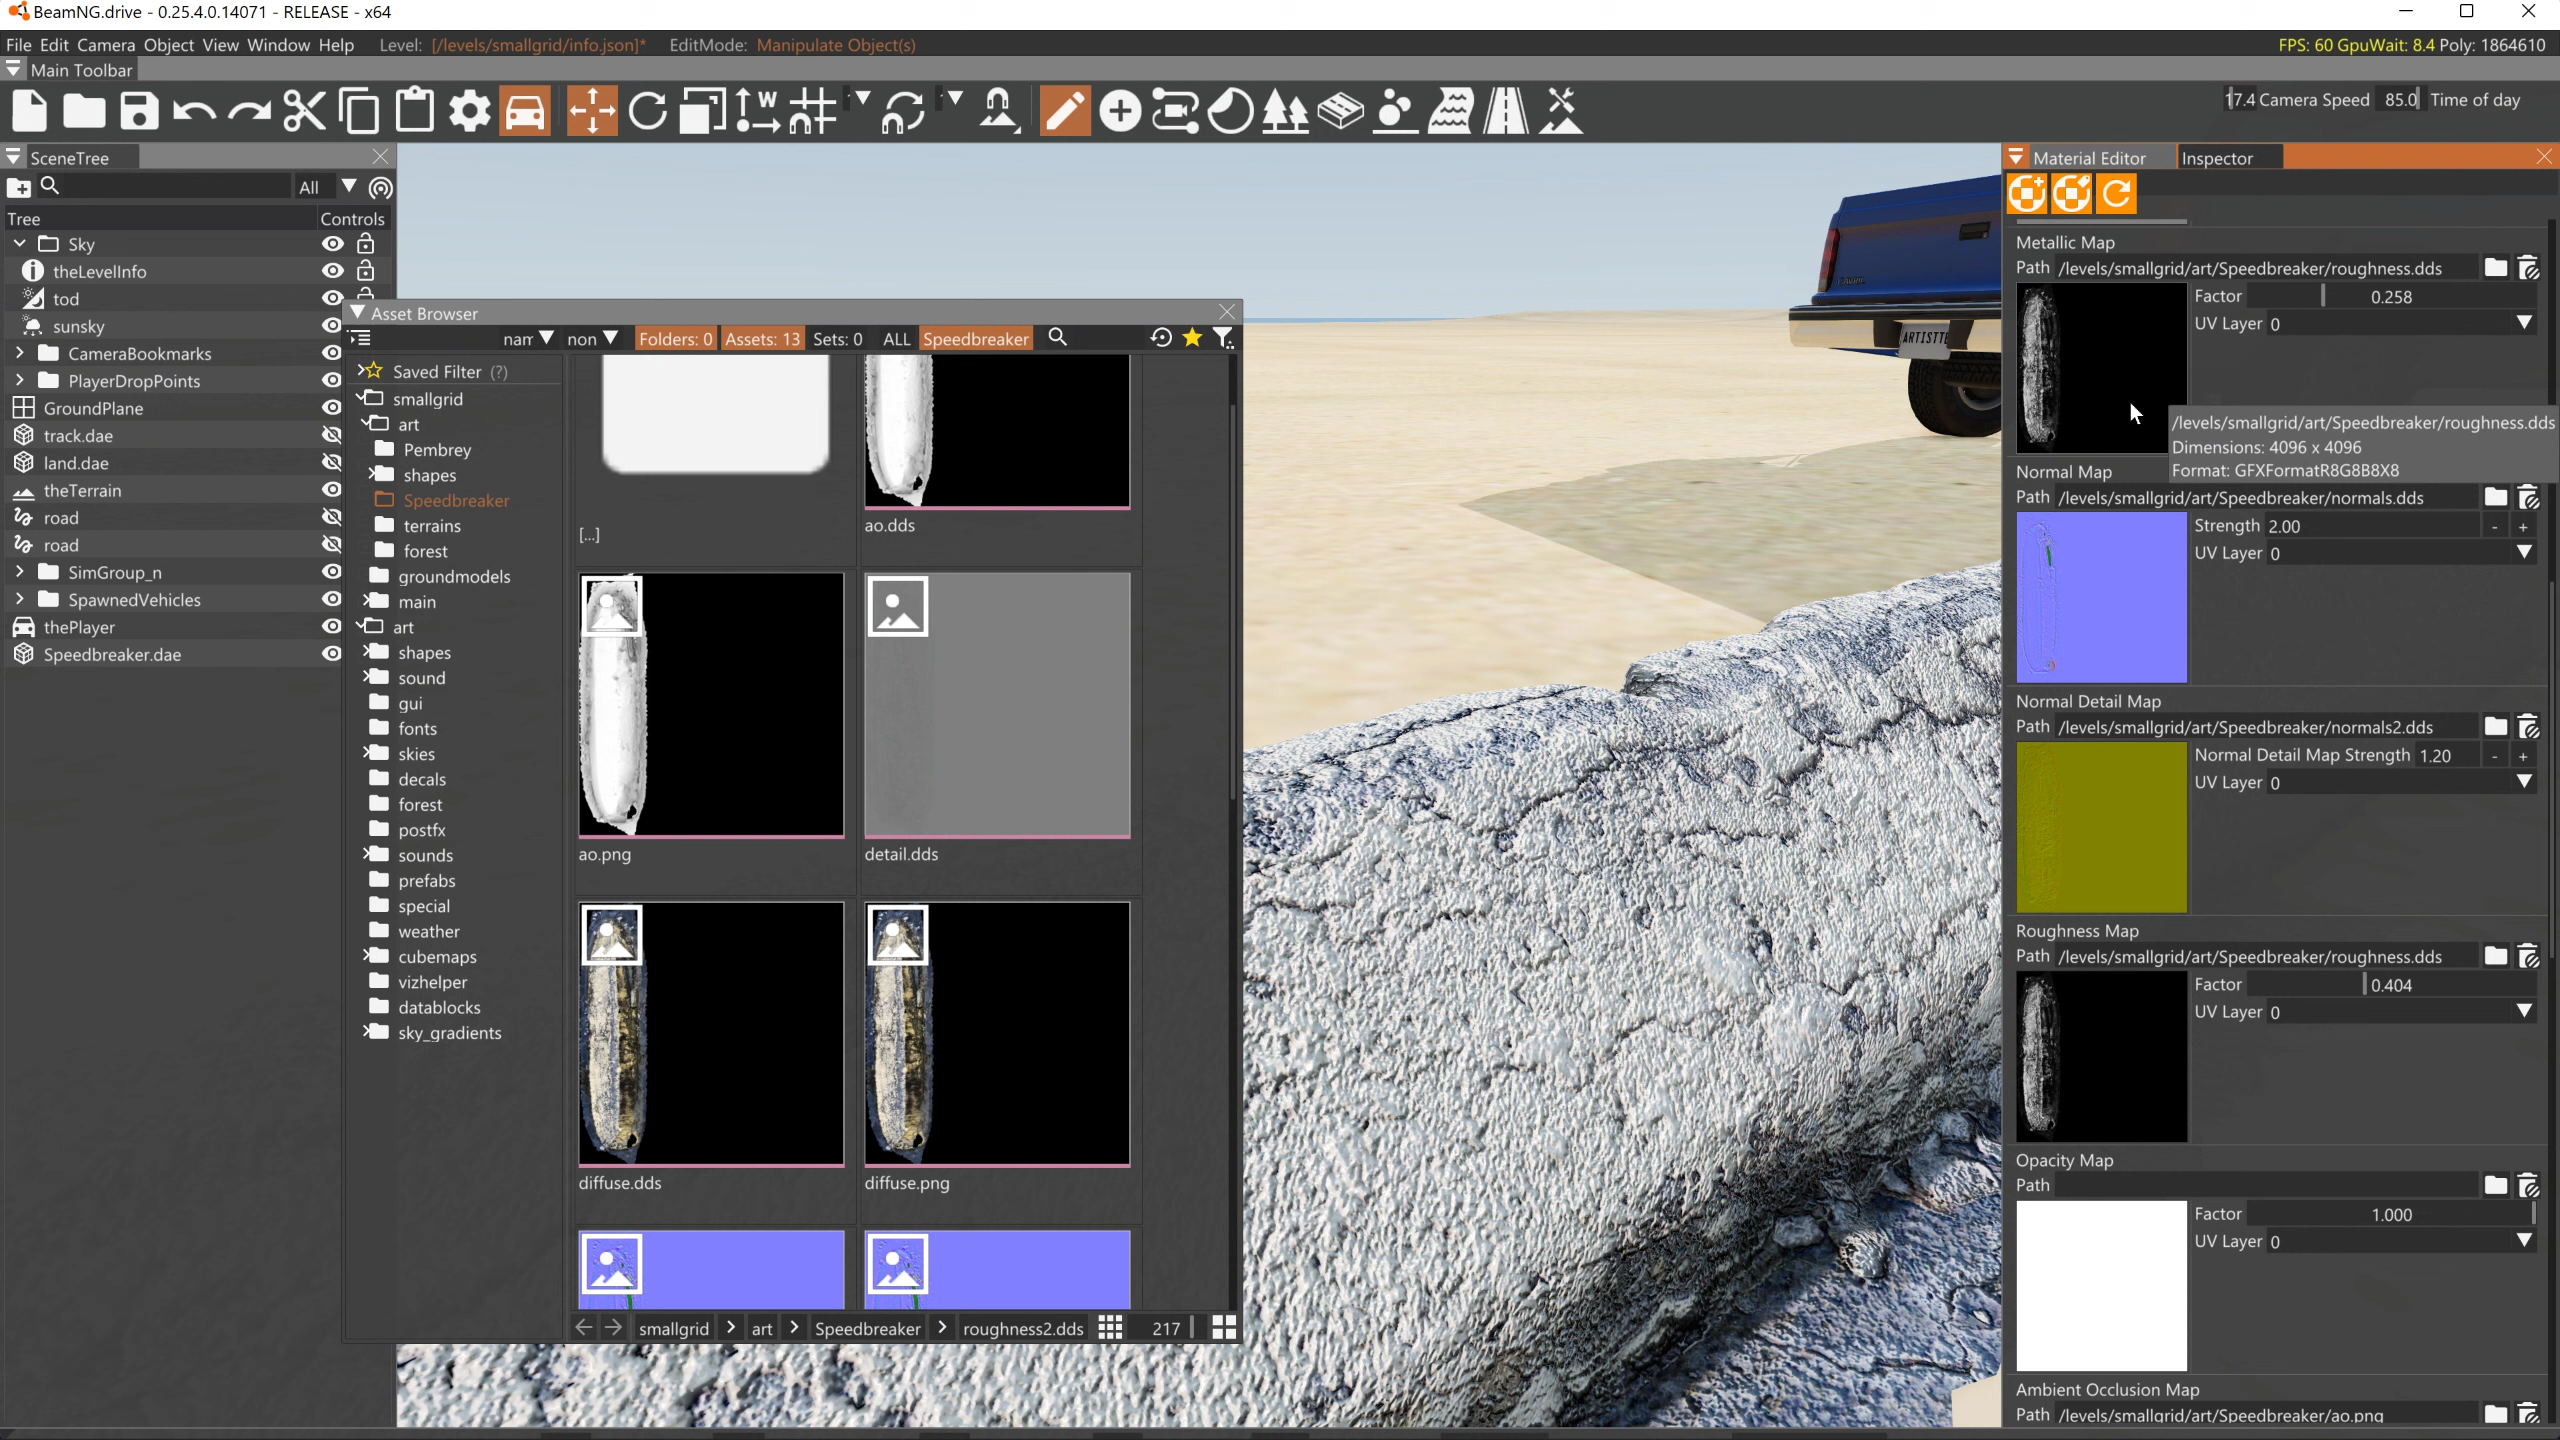 BeamNG.drive - 0.25.4.0.14071 - RELEASE - x64
File Edit Camera Object View Window Help Level: [/levels/smallgrid/info.json]* EditMode: Manipulate Object(s) FPS: 60 GpuWait: 8.4 Poly: 1864610
Main Toolbar
17.4 Camera Speed 85.0 Time of day
SceneTree
All
Tree Controls
Sky
theLevelInfo
tod
sunsky
CameraBookmarks
PlayerDropPoints
GroundPlane
track.dae
land.dae
theTerrain
road
road
SimGroup_n
SpawnedVehicles
thePlayer
Speedbreaker.dae
Asset Browser
nam non Folders: 0 Assets: 13 Sets: 0 ALL Speedbreaker
Saved Filter (?)
smallgrid
art
Pembrey
shapes
Speedbreaker
terrains
forest
groundmodels
main
art
shapes
sound
gui
fonts
skies
decals
forest
postfx
sounds
prefabs
special
weather
cubemaps
vizhelper
datablocks
sky_gradients
[...]
ao.dds
ao.png
detail.dds
diffuse.dds
diffuse.png
smallgrid > art > Speedbreaker > roughness2.dds 217
Material Editor Inspector
Metallic Map
Path /levels/smallgrid/art/Speedbreaker/roughness.dds
Factor 0.258
UV Layer 0
/levels/smallgrid/art/Speedbreaker/roughness.dds
Dimensions: 4096 x 4096
Format: GFXFormatR8G8B8X8
Normal Map
Path /levels/smallgrid/art/Speedbreaker/normals.dds
Strength 2.00 - +
UV Layer 0
Normal Detail Map
Path /levels/smallgrid/art/Speedbreaker/normals2.dds
Normal Detail Map Strength 1.20 - +
UV Layer 0
Roughness Map
Path /levels/smallgrid/art/Speedbreaker/roughness.dds
Factor 0.404
UV Layer 0
Opacity Map
Path
Factor 1.000
UV Layer 0
Ambient Occlusion Map
Path /levels/smallgrid/art/Speedbreaker/ao.png